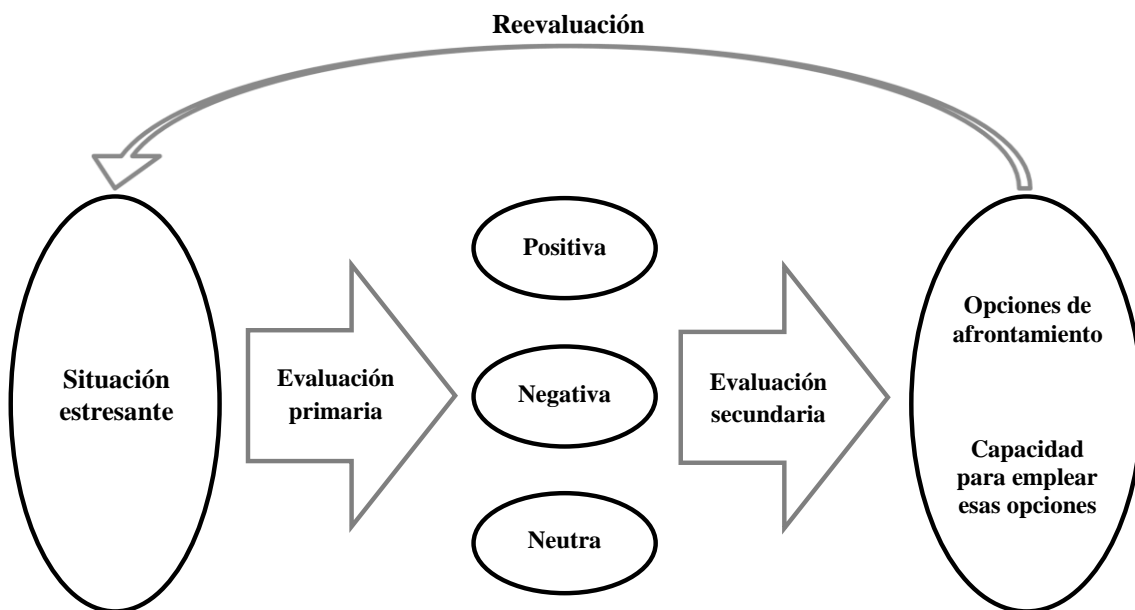 Reevaluación
Situación
estresante
Evaluación
primaria
Positiva
Negativa
Neutra
Evaluación
secundaria
Opciones de
afrontamiento
Capacidad
para emplear
esas opciones